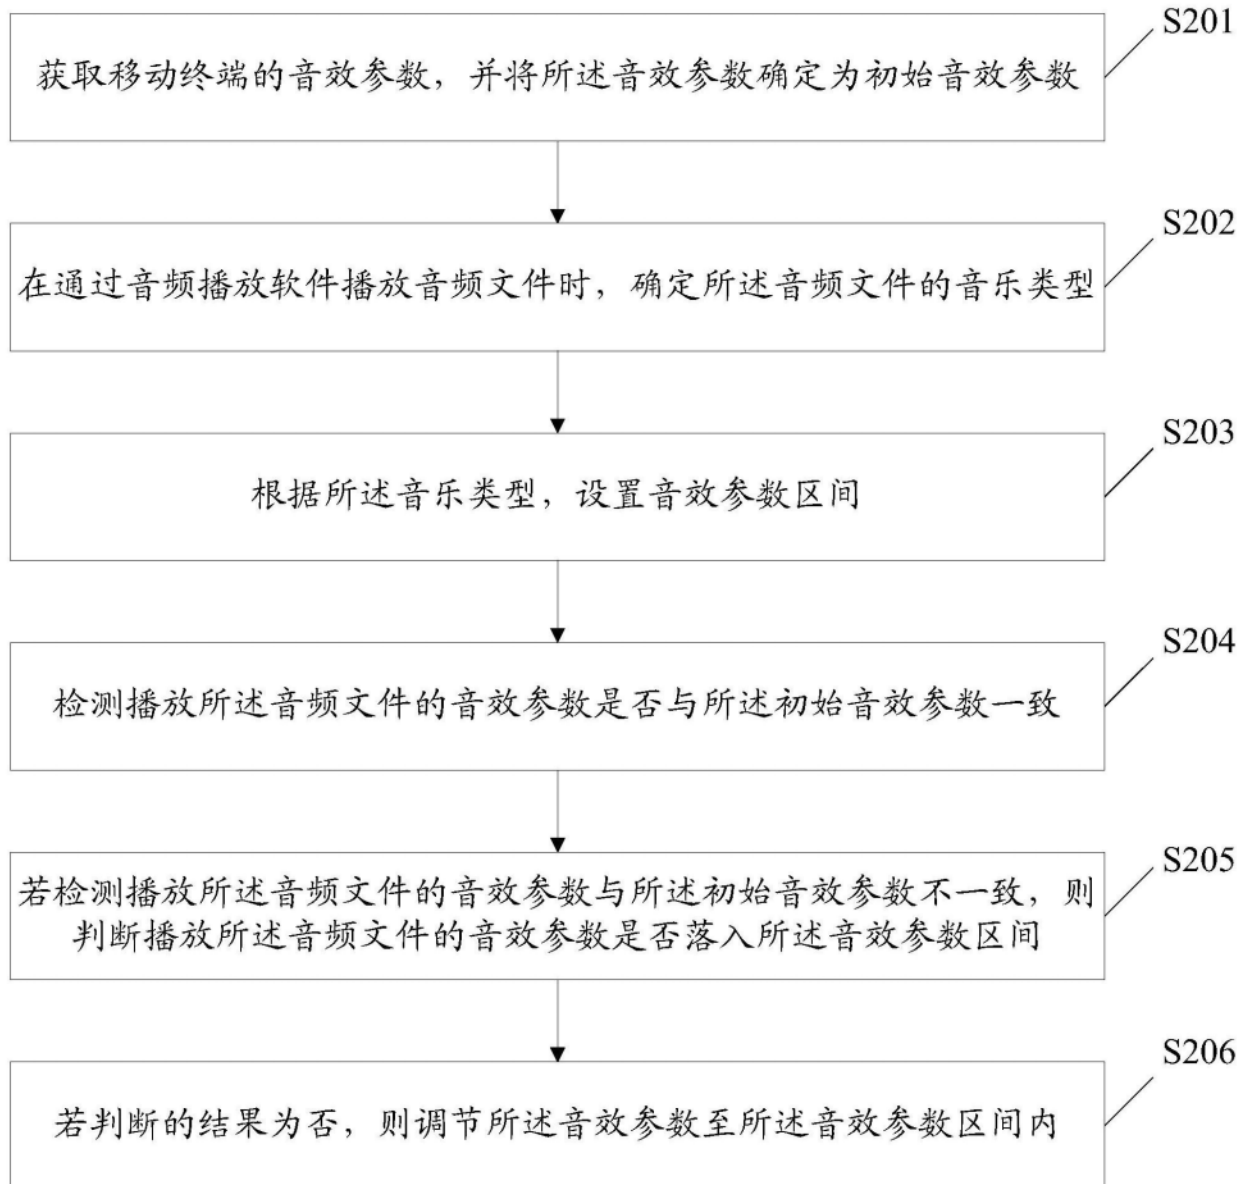 S201
获取移动终端的音效参数，并将所述音效参数确定为初始音效参数
S202
在通过音频播放软件播放音频文件时，确定所述音频文件的音乐类型
S203
根据所述音乐类型，设置音效参数区间
S204
检测播放所述音频文件的音效参数是否与所述初始音效参数一致
S205
若检测播放所述音频文件的音效参数与所述初始音效参数不一致，则
判断播放所述音频文件的音效参数是否落入所述音效参数区间
S206
若判断的结果为否，则调节所述音效参数至所述音效参数区间内